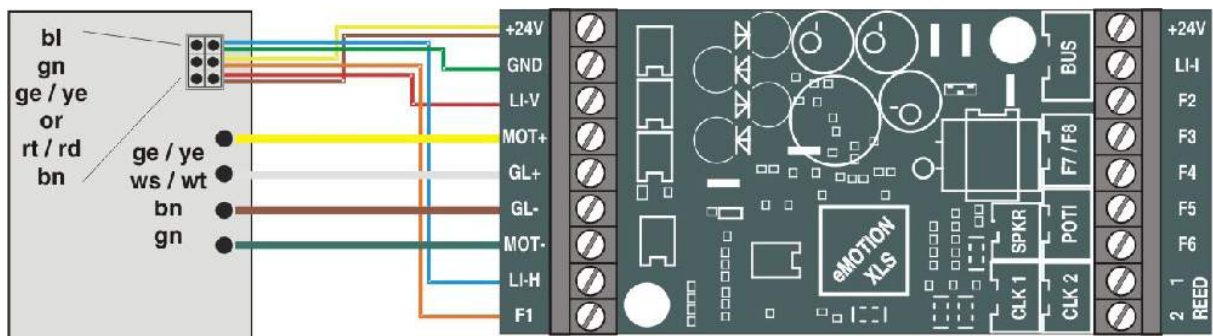 bl
gn
ge / ye
or
rt / rd
bn
ge / ye
ws / wt
bn
gn
+24V
GND
LI-V
MOT+
GL+
GL-
MOT-
LI-H
F1
BUS
F7 / F8
SPKR
POTI
CLK 1
CLK 2
eMOTION
XLS
+24V
LI-I
F2
F3
F4
F5
F6
1
2
REED